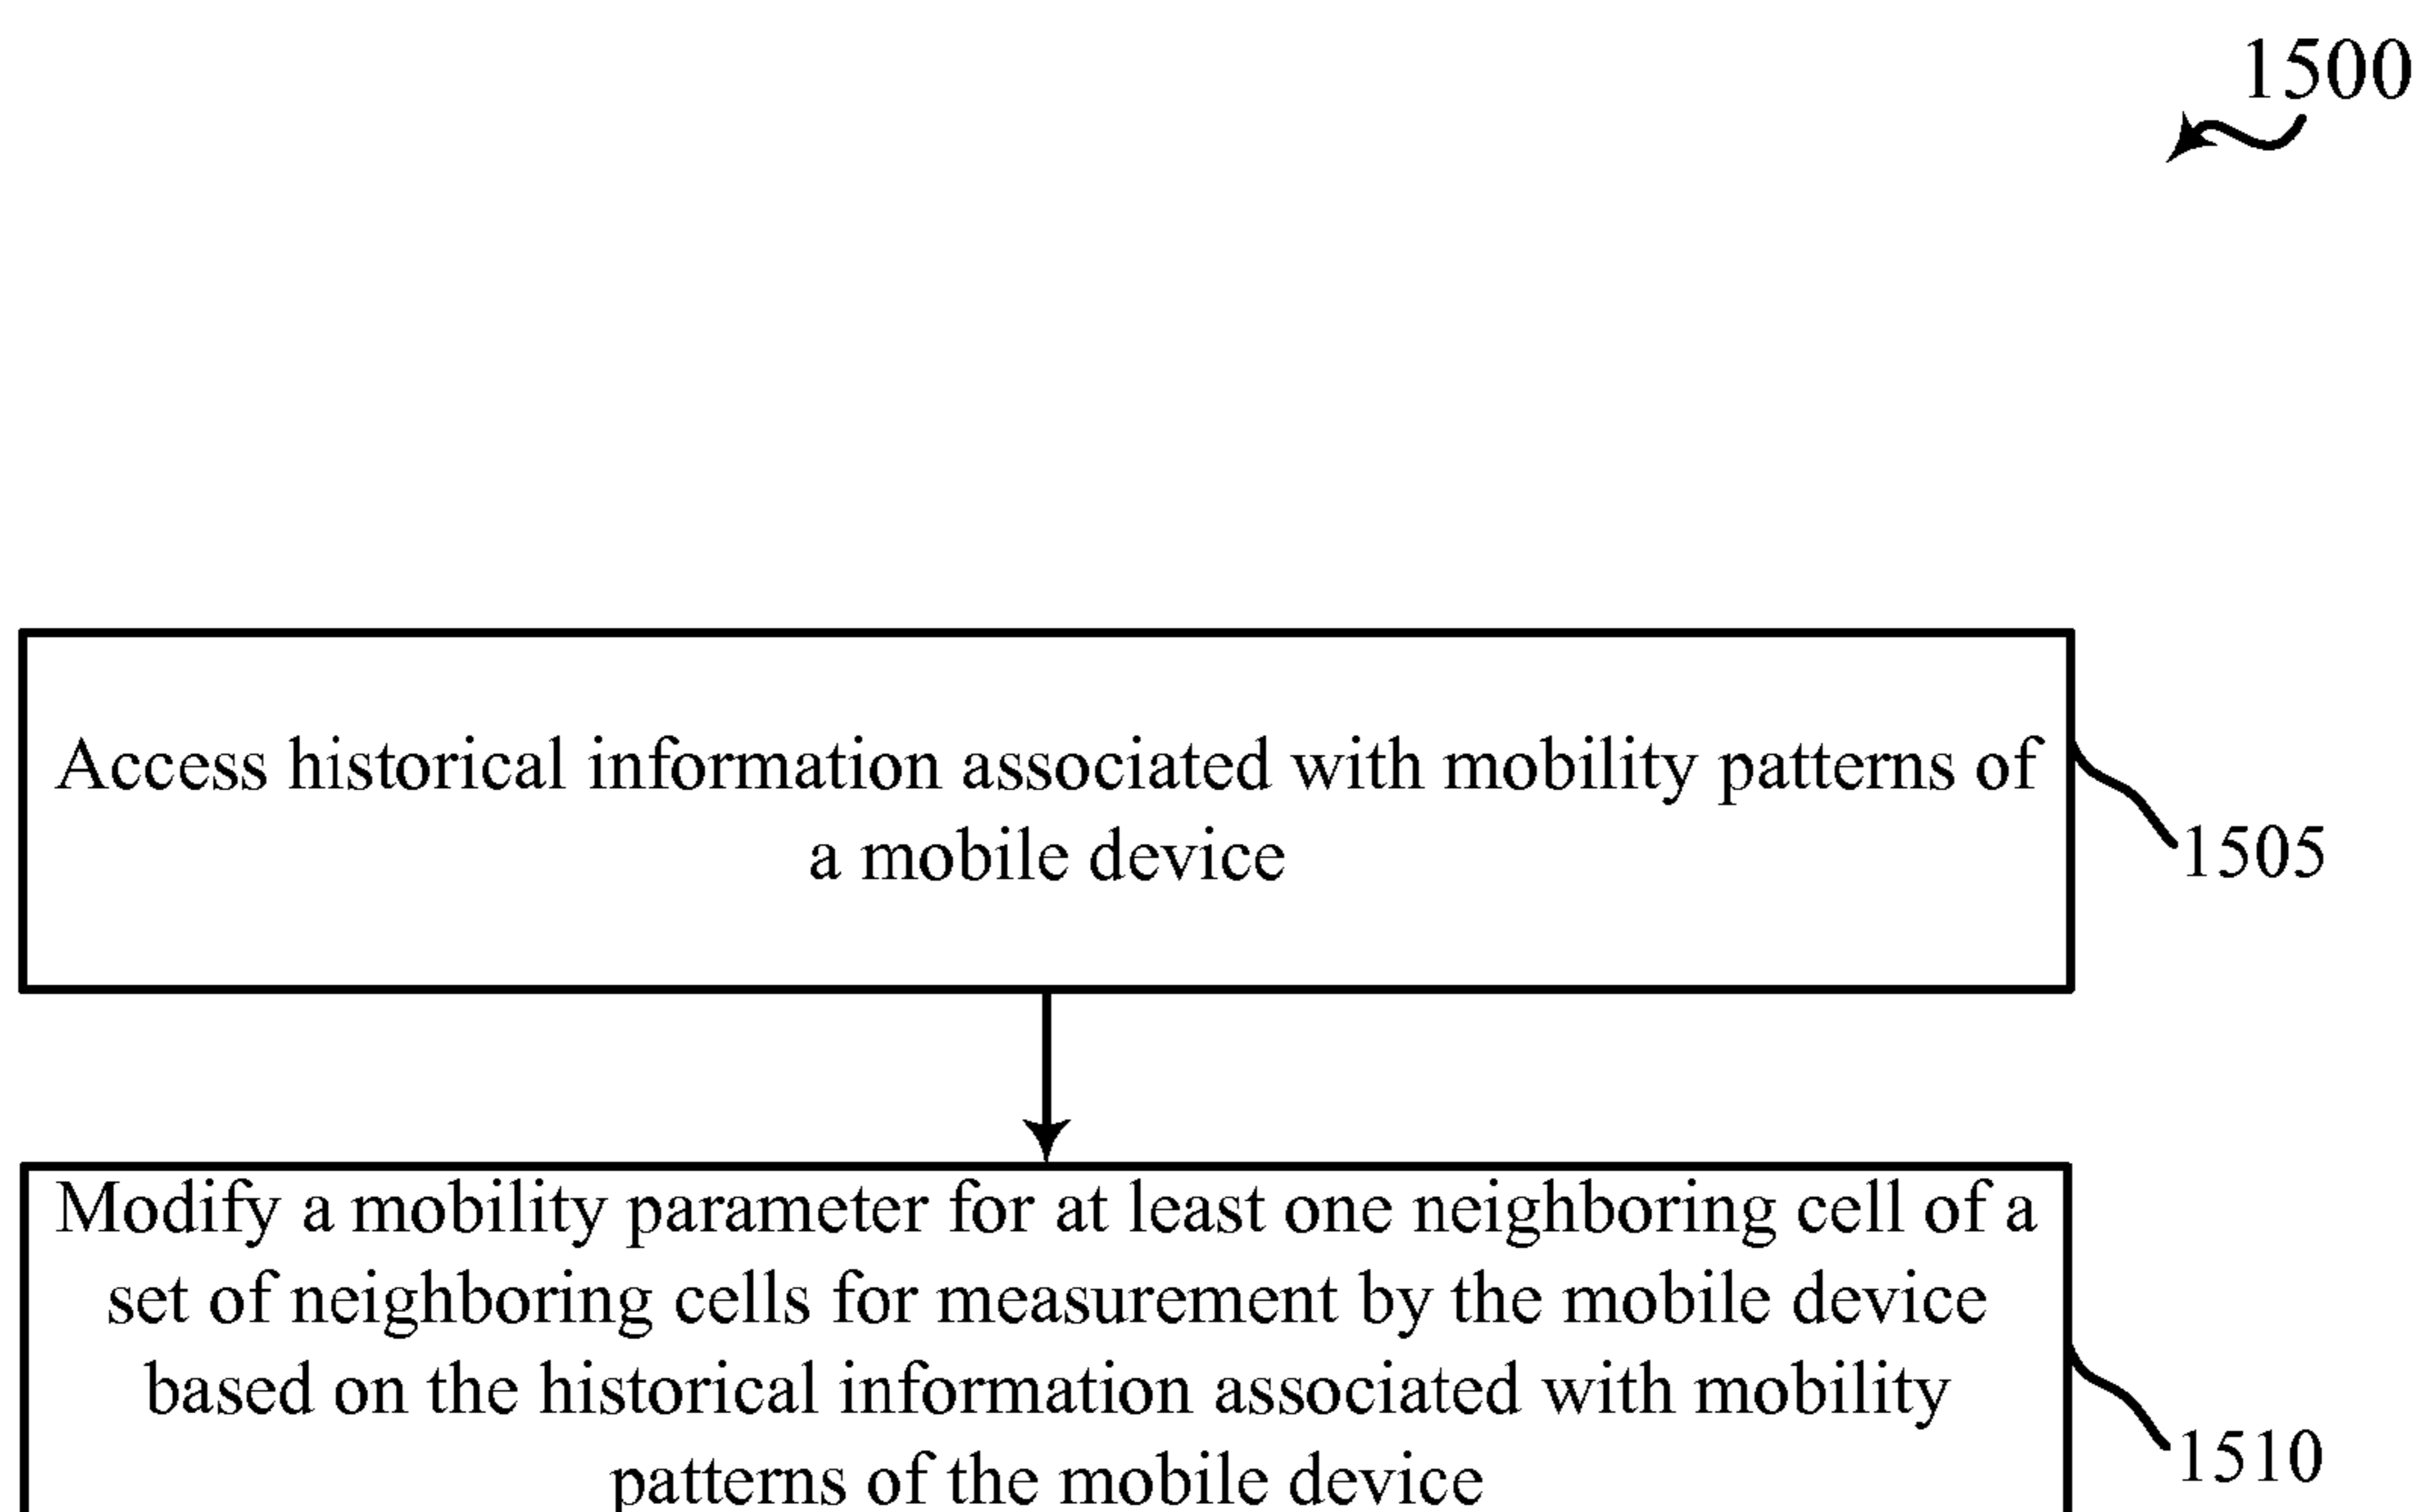 1500
Access historical information associated with mobility patterns of
a mobile device
1505
Modify a mobility parameter for at least one neighboring cell of a
set of neighboring cells for measurement by the mobile device
based on the historical information associated with mobility
patterns of the mobile device
1510